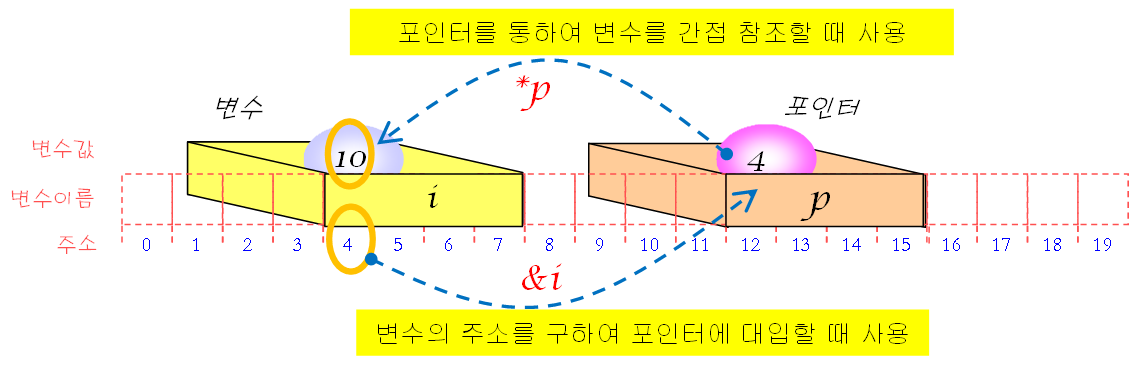 포인터를 통하여 변수를 간접 참조할 때 사용
*p
변수
포인터
변수값
10
4
변수이름
i
p
주소
0 1 2 3 4 5 6 7 8 9 10 11 12 13 14 15 16 17 18 19
&i
변수의 주소를 구하여 포인터에 대입할 때 사용